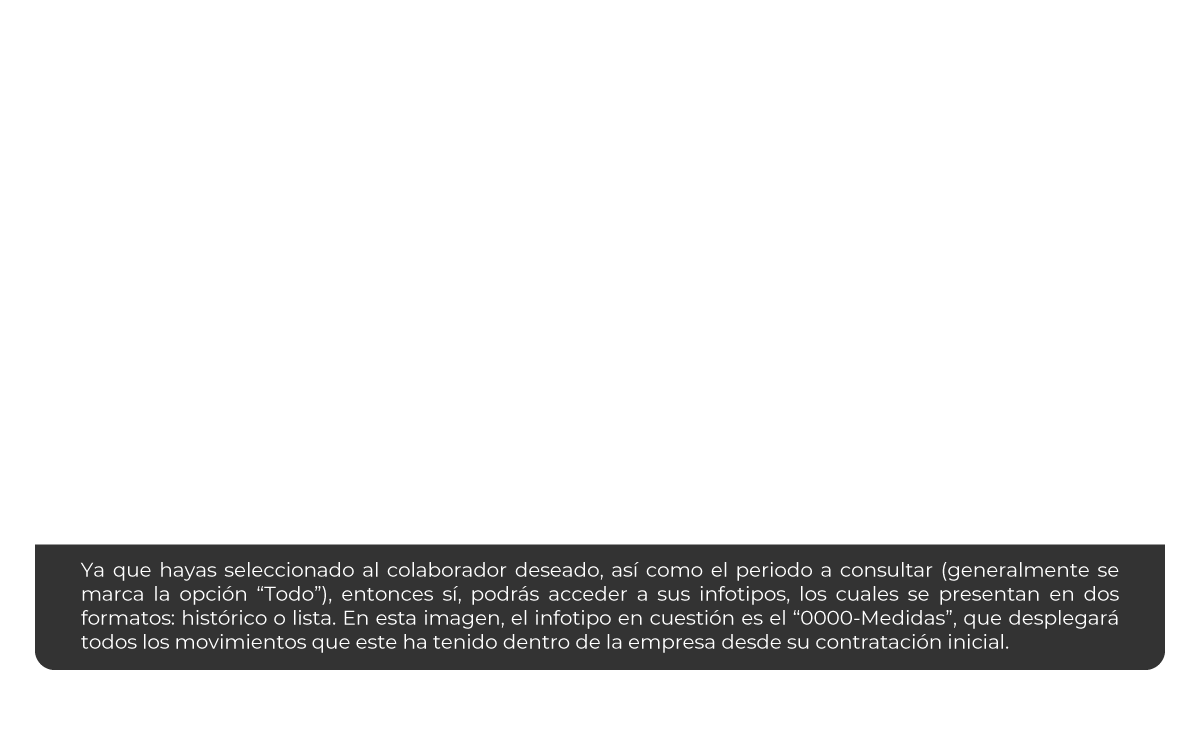 Ya que hayas seleccionado al colaborador deseado, así como el periodo a consultar (generalmente se
marca la opción “Todo”), entonces sí, podrás acceder a sus infotipos, los cuales se presentan en dos
formatos: histórico o lista. En esta imagen, el infotipo en cuestión es el “0000-Medidas”, que desplegará
todos los movimientos que este ha tenido dentro de la empresa desde su contratación inicial.